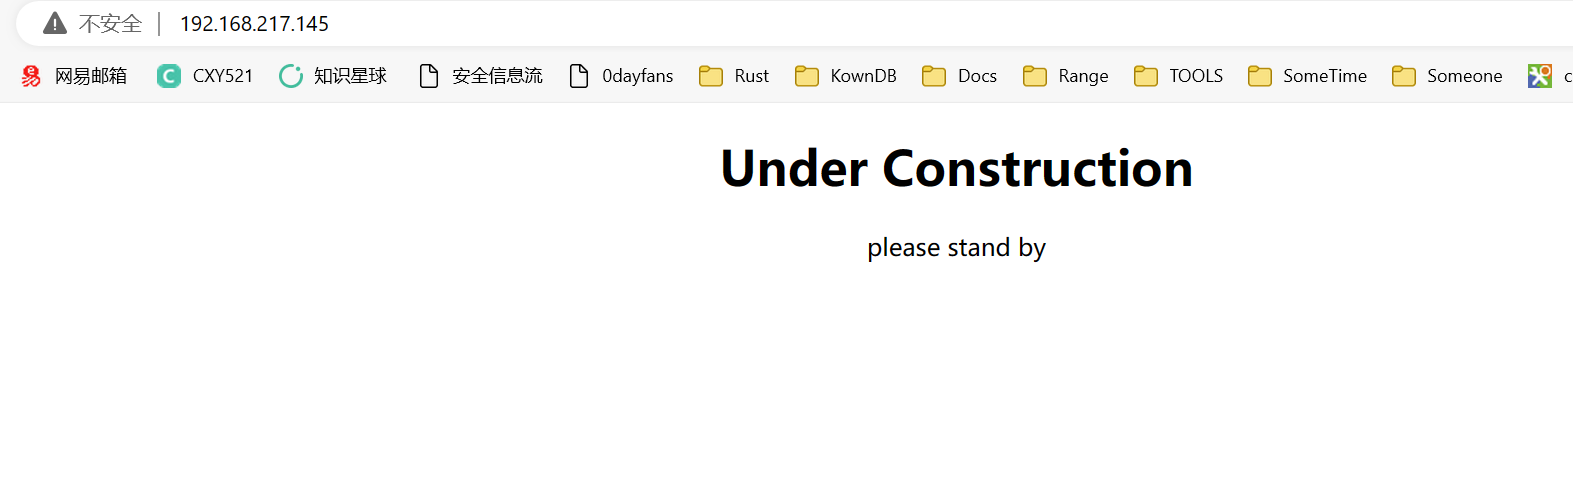 不安全 192.168.217.145
网易邮箱 CXY521 知识星球 安全信息流 0dayfans Rust KownDB Docs Range TOOLS SomeTime Someone
Under Construction
please stand by